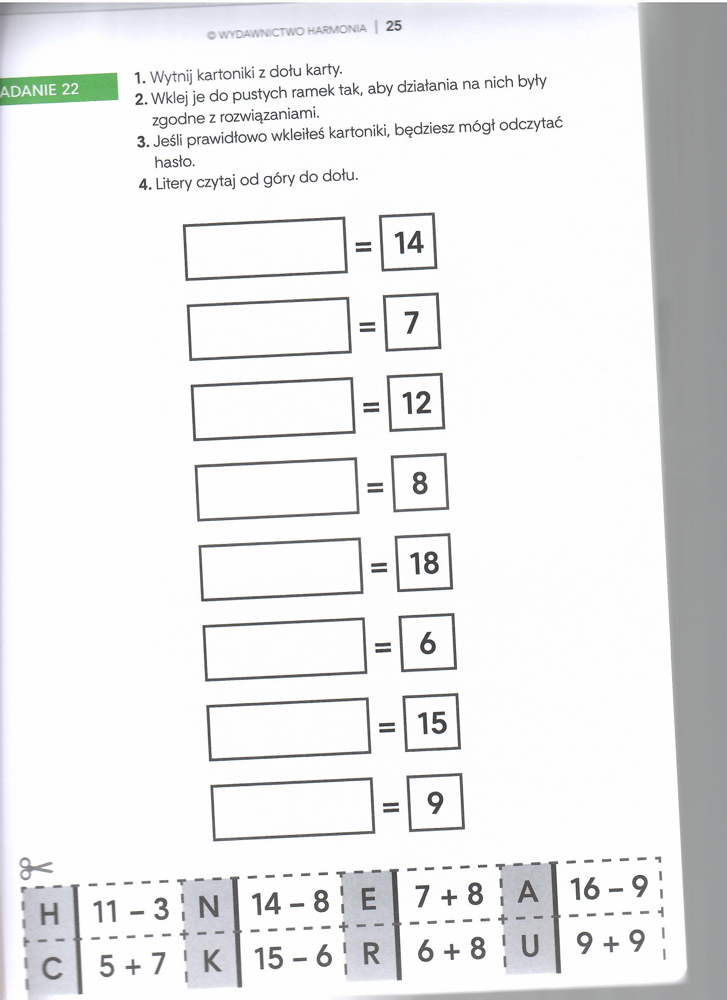 © WYDAWNICTWO HARMONIA | 25
ADANIE 22
1. Wytnij kartoniki z dołu karty.
2. Wklej je do pustych ramek tak, aby działania na nich były
zgodne z rozwiązaniami.
3. Jeśli prawidłowo wkleiłeś kartoniki, będziesz mógł odczytać
hasło.
4. Litery czytaj od góry do dołu.
= 14
= 7
= 12
= 8
= 18
= 6
= 15
= 9
H 11 – 3 N 14 – 8 E 7 + 8 A 16 – 9
C 5 + 7 K 15 – 6 R 6 + 8 U 9 + 9